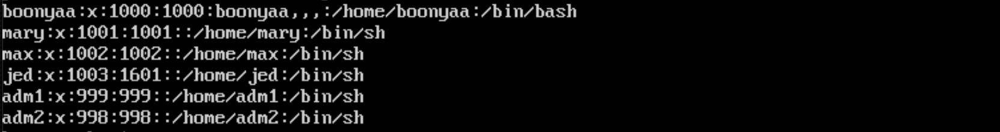 boonyaa:x:1000:1000:boonyaa,,,:/home/boonyaa:/bin/bash
mary:x:1001:1001::/home/mary:/bin/sh
max:x:1002:1002::/home/max:/bin/sh
jed:x:1003:1601::/home/jed:/bin/sh
adm1:x:999:999::/home/adm1:/bin/sh
adm2:x:998:998::/home/adm2:/bin/sh